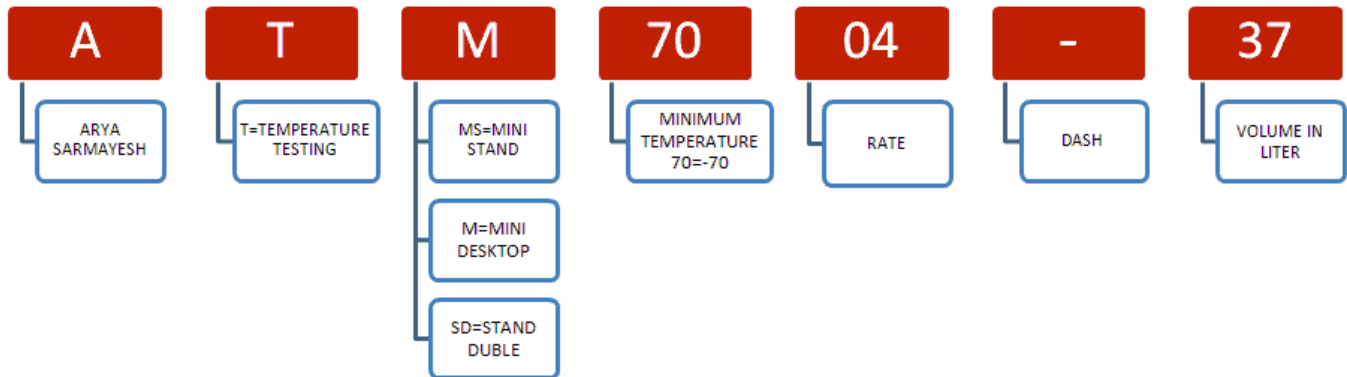 A T M 70 04 - 37
ARYA
SARMAYESH
T=TEMPERATURE
TESTING
MS=MINI
STAND
M=MINI
DESKTOP
SD=STAND
DUBLE
MINIMUM
TEMPERATURE
70=-70
RATE
DASH
VOLUME IN
LITER